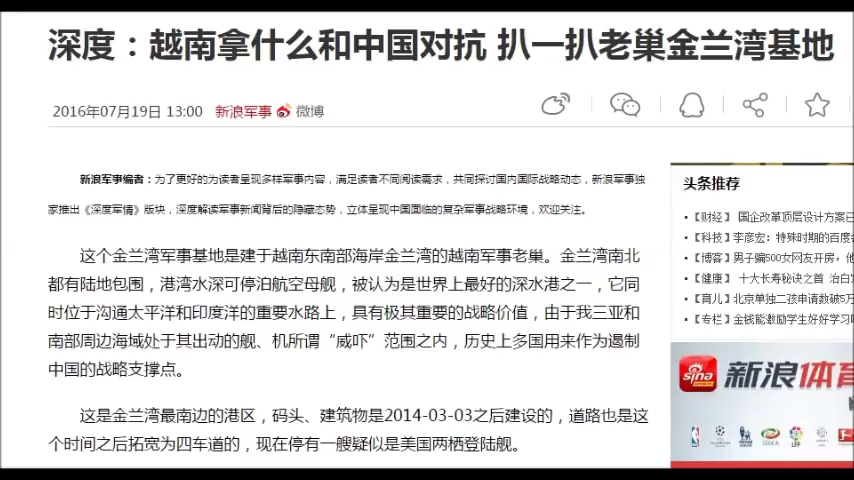 深度：越南拿什么和中国对抗 扒一扒老巢金兰湾基地
2016年07月19日 13:00 新浪军事 微博
新浪军事编者：为了更好的为读者呈现多样军事内容，满足读者不同阅读需求，共同探讨国内国际战略动态，新浪军事独
家推出《深度军情》版块，深度解读军事新闻背后的隐藏态势，立体呈现中国面临的复杂军事战略环境，欢迎关注。
这个金兰湾军事基地是建于越南东南部海岸金兰湾的越南军事老巢。金兰湾南北
都有陆地包围，港湾水深可停泊航空母舰，被认为是世界上最好的深水港之一，它同
时位于沟通太平洋和印度洋的重要水路上，具有极其重要的战略价值，由于我三亚和
南部周边海域处于其出动的舰、机所谓“威吓”范围之内，历史上多国用来作为遏制
中国的战略支撑点。
这是金兰湾最南边的港区，码头、建筑物是2014-03-03之后建设的，道路也是这
个时间之后拓宽为四车道的，现在停有一艘疑似是美国两栖登陆舰。
头条推荐
·【财经】 国企改革顶层设计方案已
·【科技】李彦宏：特殊时期的百度会
·【博客】男子骗500女网友开房，他
·【健康】 十大长寿秘诀之首 治白
·【育儿】北京单独二孩申请数破5万
·【专栏】金钱能激励学生好好学习
sina
新浪体育